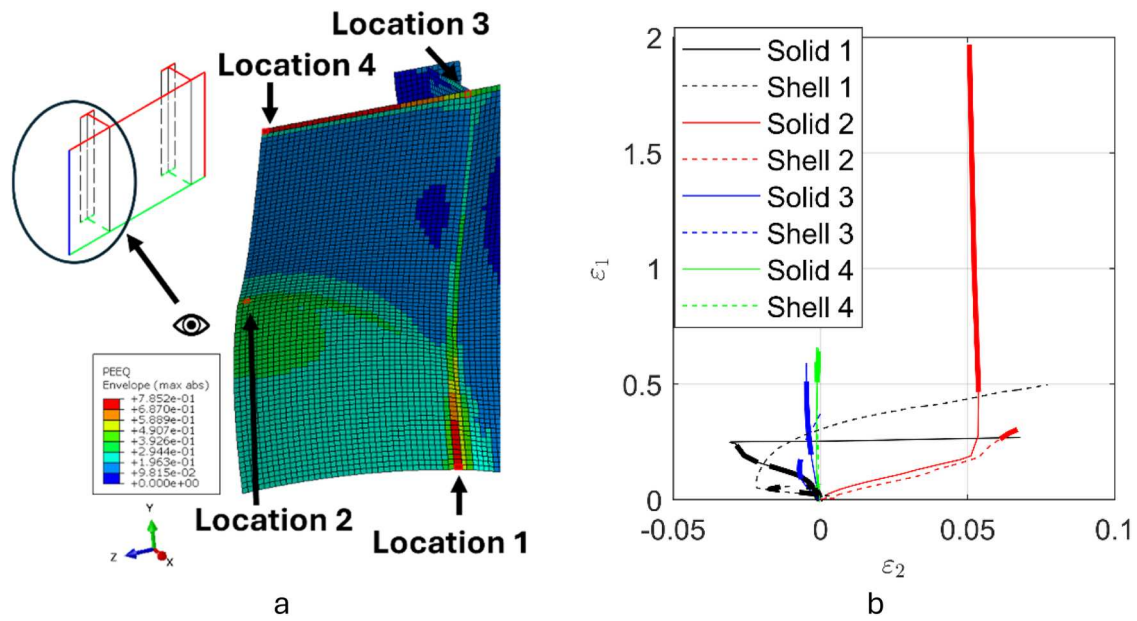 Location 3
Location 4
PEEQ
Envelope (max abs)
+7.852e-01
+6.870e-01
+5.889e-01
+4.907e-01
+3.926e-01
+2.944e-01
+1.963e-01
+9.815e-02
+0.000e+00
Y
Z
X
Location 2
Location 1
a
2
1.5
1
0.5
0
ε1
-0.05
0
0.05
0.1
ε2
Solid 1
Shell 1
Solid 2
Shell 2
Solid 3
Shell 3
Solid 4
Shell 4
b